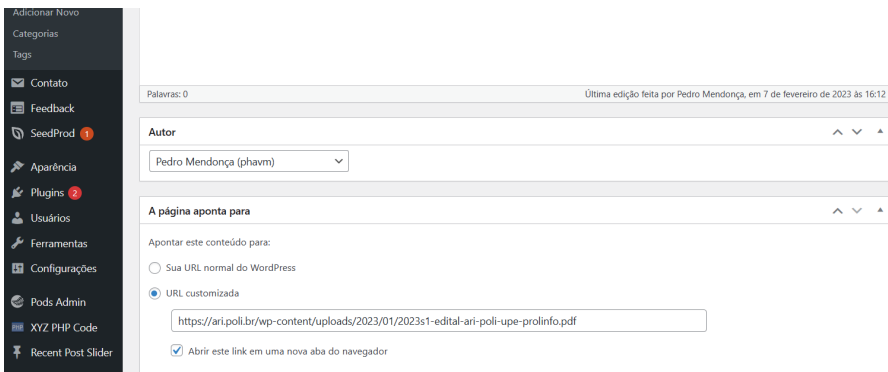 Adicionar Novo
Categorias
Tags
Contato
Feedback
SeedProd 1
Aparência
Plugins 2
Usuários
Ferramentas
Configurações
Pods Admin
PHP XYZ PHP Code
Recent Post Slider
Palavras: 0
Última edição feita por Pedro Mendonça, em 7 de fevereiro de 2023 às 16:12
Autor
Pedro Mendonça (phavm)
A página aponta para
Apontar este conteúdo para:
Sua URL normal do WordPress
URL customizada
https://ari.poli.br/wp-content/uploads/2023/01/2023s1-edital-ari-poli-upe-prolinfo.pdf
Abrir este link em uma nova aba do navegador